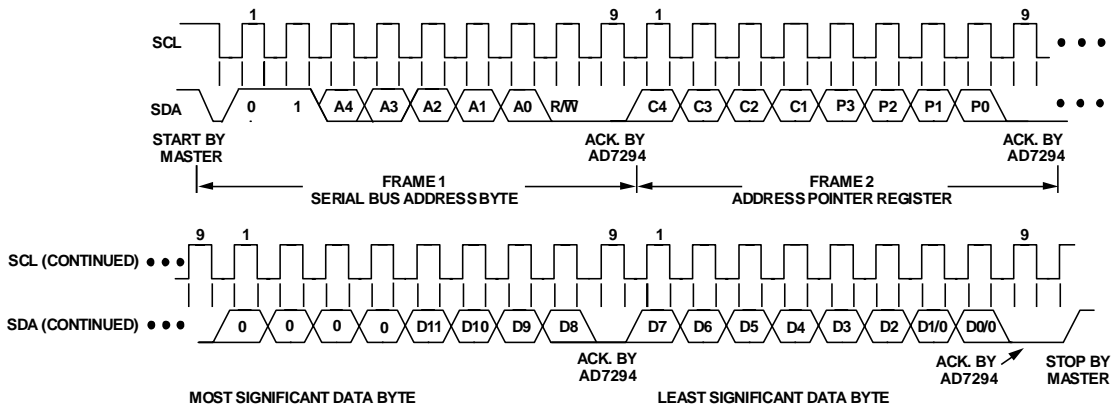 1 9 1 9
SCL
SDA 0 1 A4 A3 A2 A1 A0 R/W C4 C3 C2 C1 P3 P2 P1 P0
START BY
MASTER
ACK. BY
AD7294
ACK. BY
AD7294
FRAME 1
SERIAL BUS ADDRESS BYTE
FRAME 2
ADDRESS POINTER REGISTER
9 1 9 1 9
SCL (CONTINUED)
SDA (CONTINUED) 0 0 0 0 D11 D10 D9 D8 D7 D6 D5 D4 D3 D2 D1/0 D0/0
ACK. BY
AD7294
ACK. BY
AD7294
STOP BY
MASTER
MOST SIGNIFICANT DATA BYTE
LEAST SIGNIFICANT DATA BYTE